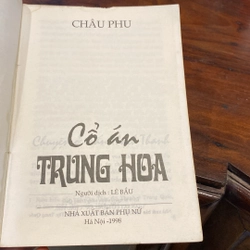 CHÂU PHU
Cổ án
TRUNG HOA
Người dịch: LÊ BẦU
NHÀ XUẤT BẢN PHỤ NỮ
Hà Nội -1998